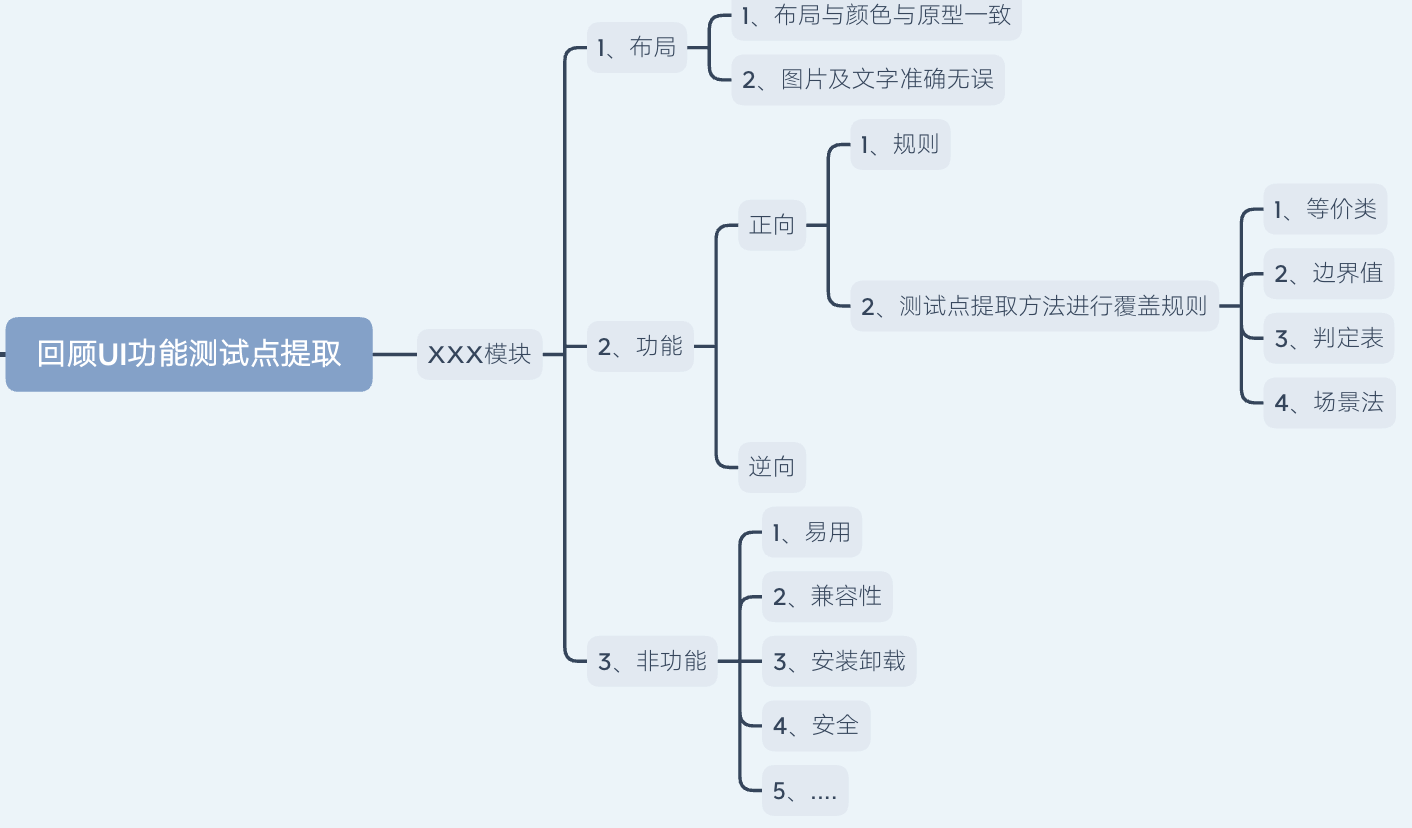 回顾UI功能测试点提取
XXX模块
1、布局
1、布局与颜色与原型一致
2、图片及文字准确无误
2、功能
正向
1、规则
2、测试点提取方法进行覆盖规则
1、等价类
2、边界值
3、判定表
4、场景法
逆向
3、非功能
1、易用
2、兼容性
3、安装卸载
4、安全
5、....